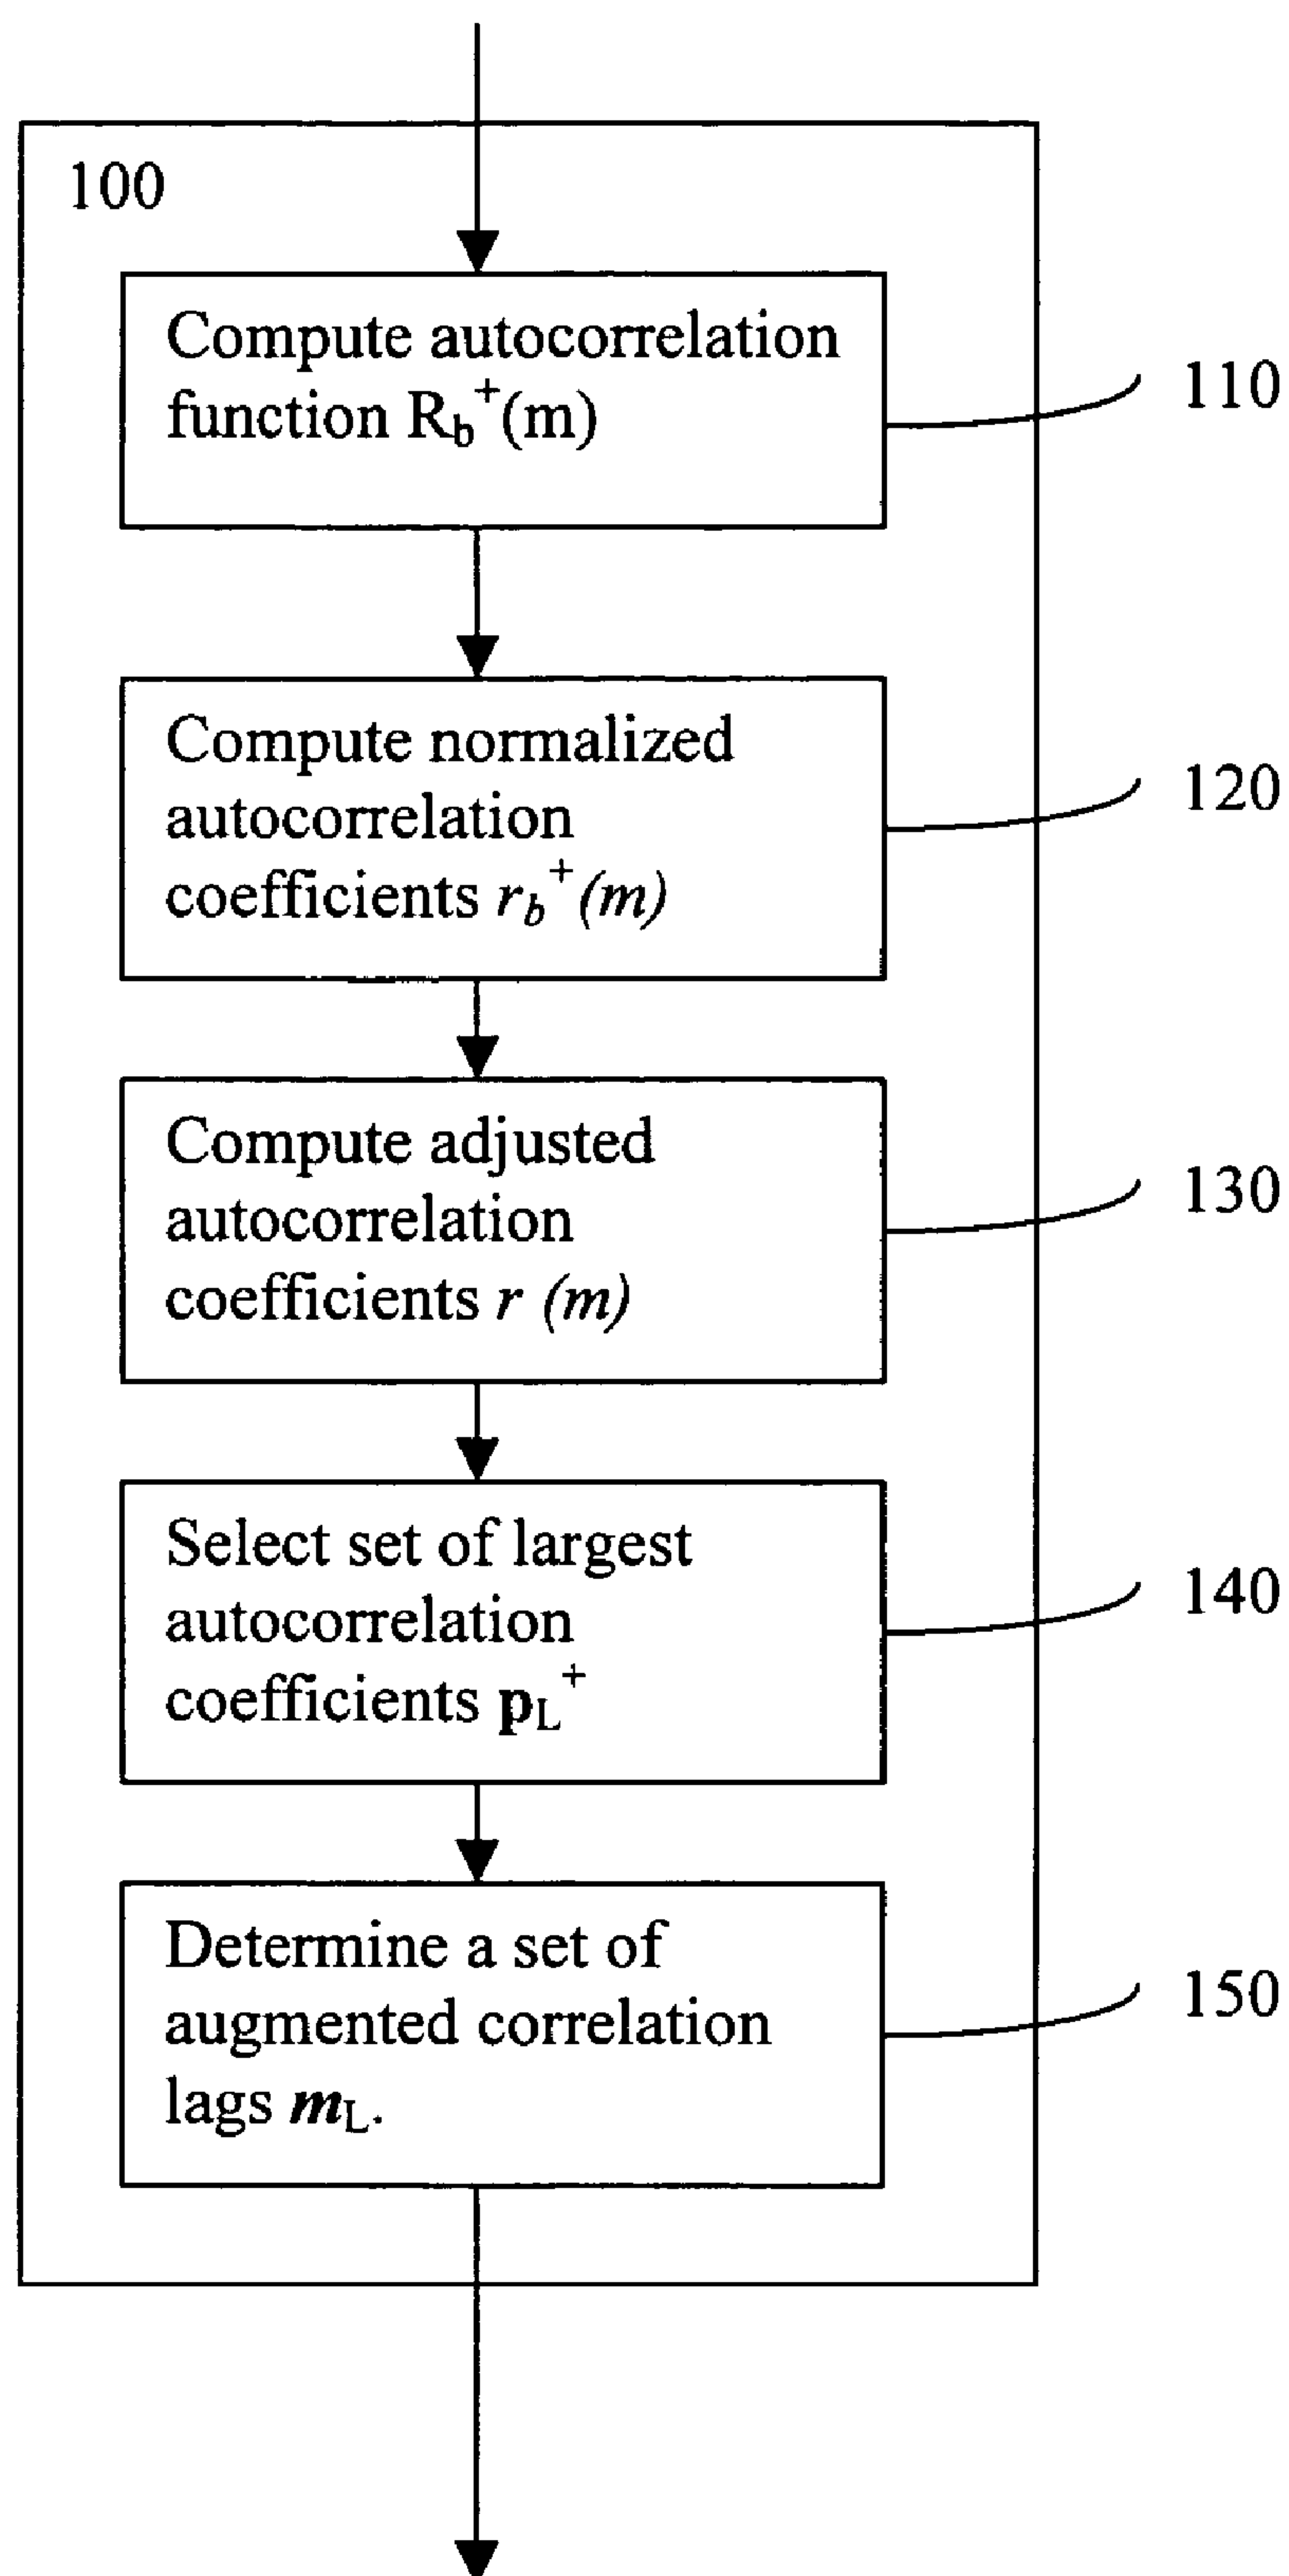 100
Compute autocorrelation
function R_b^+(m)
110
Compute normalized
autocorrelation
coefficients r_b^+(m)
120
Compute adjusted
autocorrelation
coefficients r (m)
130
Select set of largest
autocorrelation
coefficients p_L^+
140
Determine a set of
augmented correlation
lags m_L.
150